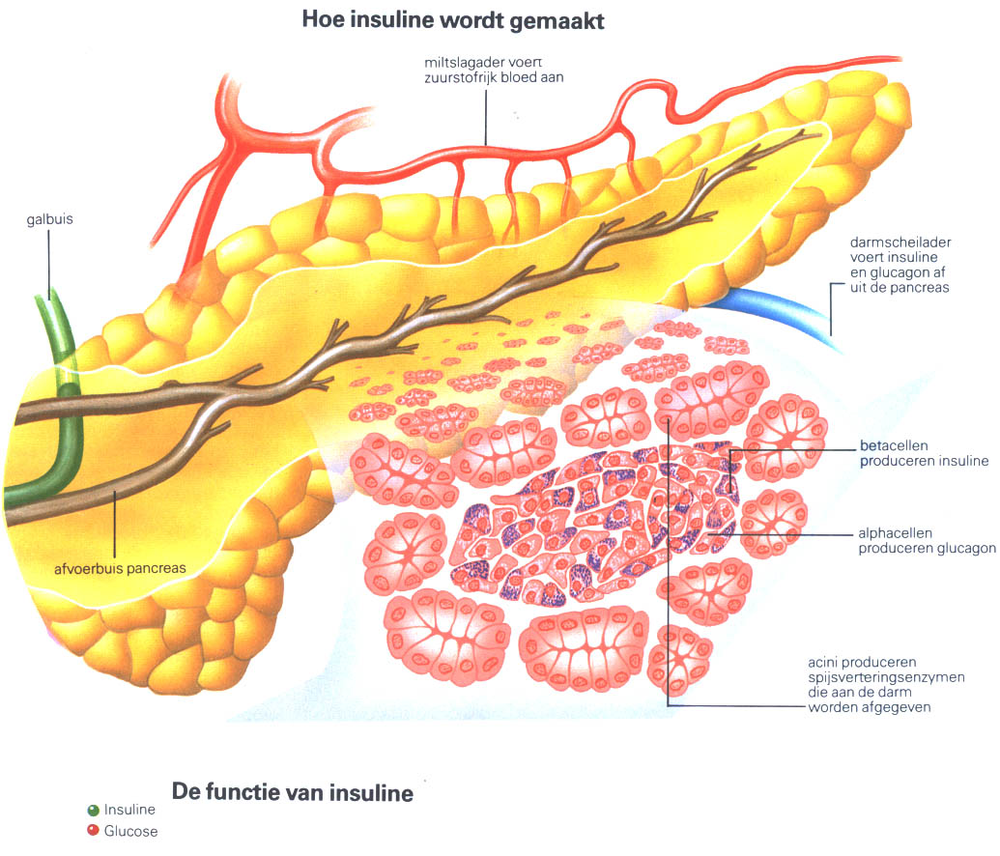 Hoe insuline wordt gemaakt
miltslagader voert
zuurstofrijk bloed aan
galbuis
darmscheilader
voert insuline
en glucagon af
uit de pancreas
betacellen
produceren insuline
alphacellen
produceren glucagon
afvoerbuis pancreas
acini produceren
spijsverteringsenzymen
die aan de darm
worden afgegeven
De functie van insuline
Insuline
Glucose